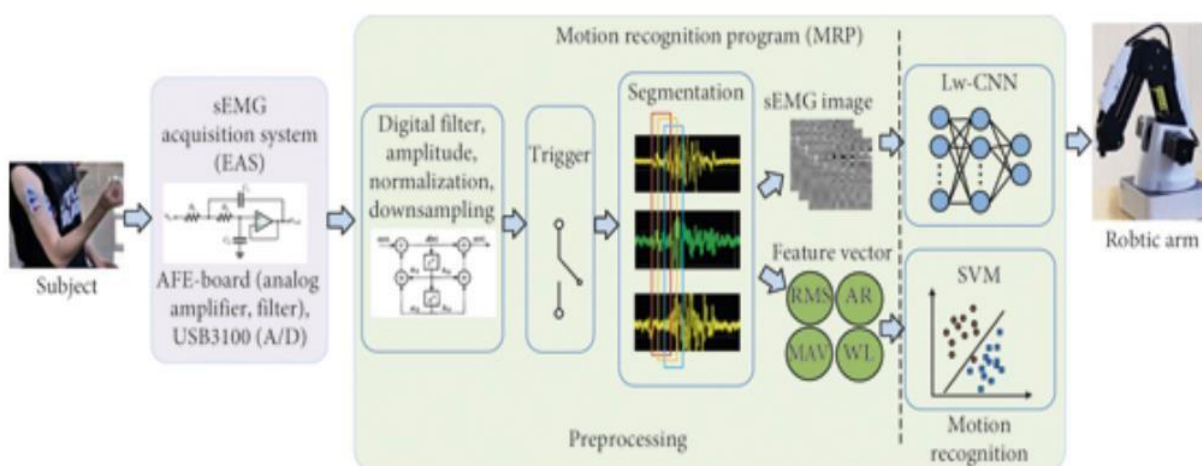 Motion recognition program (MRP)
sEMG
acquisition system
(EAS)
AFE-board (analog
amplifier, filter),
USB3100 (A/D)
Subject
Digital filter,
amplitude,
normalization,
downsampling
Trigger
Segmentation
sEMG image
Feature vector
RMS
AR
MAV
WL
Preprocessing
Lw-CNN
SVM
Motion
recognition
Robtic arm